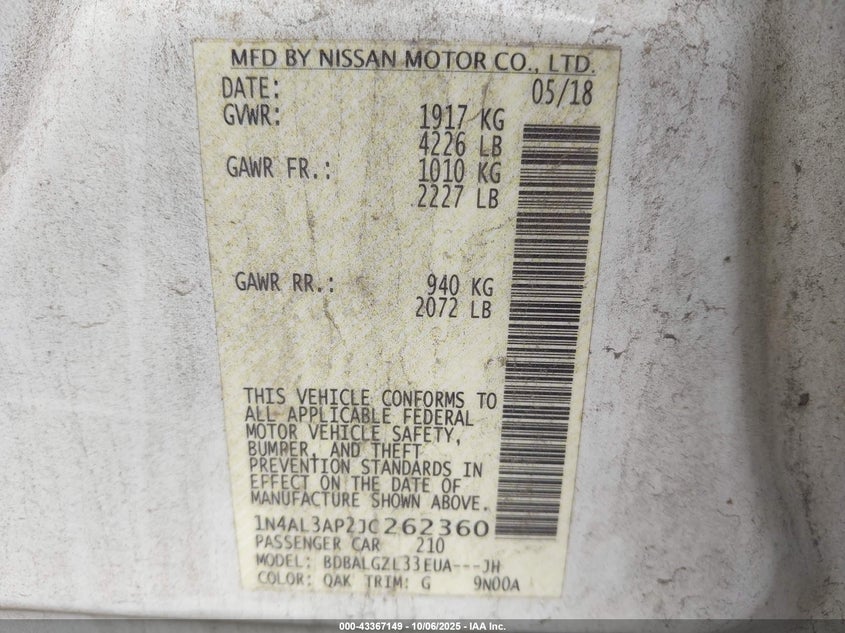 MFD BY NISSAN MOTOR CO., LTD.
DATE: 05/18
GVWR: 1917 KG
4226 LB
GAWR FR.: 1010 KG
2227 LB
GAWR RR.: 940 KG
2072 LB
THIS VEHICLE CONFORMS TO
ALL APPLICABLE FEDERAL
MOTOR VEHICLE SAFETY,
BUMPER, AND THEFT
PREVENTION STANDARDS IN
EFFECT ON THE DATE OF
MANUFACTURE SHOWN ABOVE.
1N4AL3AP2JC262360
PASSENGER CAR 210
MODEL: BDBALGZL33EUA---JH
COLOR: QAK TRIM: G 9N00A
000-43367149 - 10/06/2025 - IAA Inc.